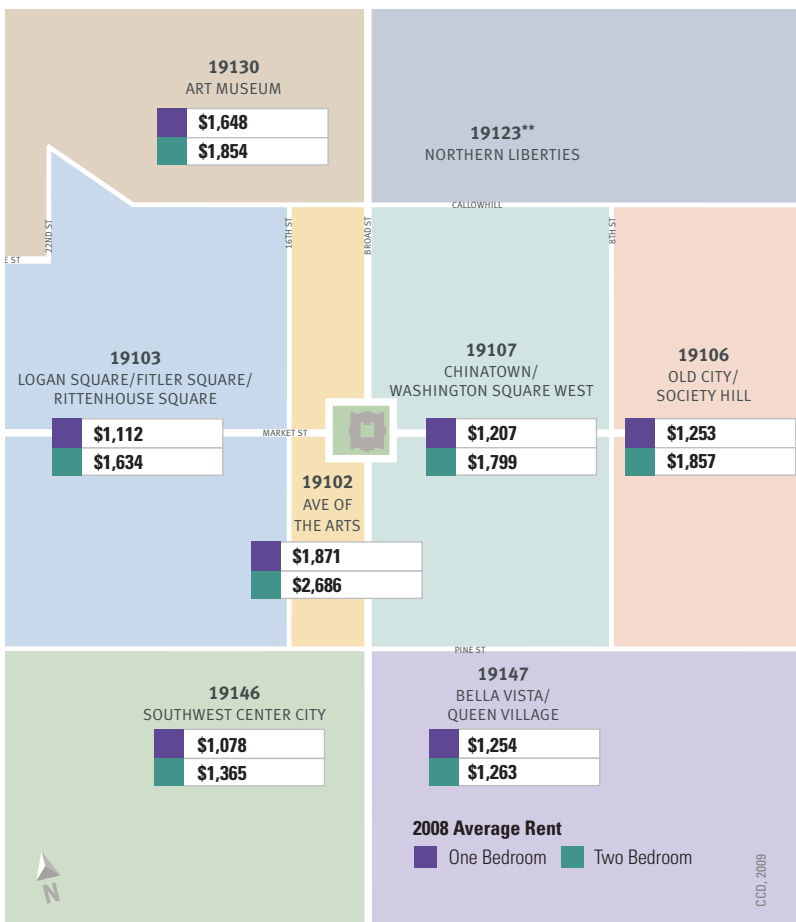 19130
ART MUSEUM
$1,648
$1,854
19123**
NORTHERN LIBERTIES
CALLOWHILL
22ND ST
16TH ST
BROAD ST
8TH ST
E ST
19103
LOGAN SQUARE/FITLER SQUARE/
RITTENHOUSE SQUARE
$1,112
$1,634
MARKET ST
19107
CHINATOWN/
WASHINGTON SQUARE WEST
$1,207
$1,799
19106
OLD CITY/
SOCIETY HILL
$1,253
$1,857
19102
AVE OF
THE ARTS
$1,871
$2,686
PINE ST
19146
SOUTHWEST CENTER CITY
$1,078
$1,365
19147
BELLA VISTA/
QUEEN VILLAGE
$1,254
$1,263
2008 Average Rent
One Bedroom
Two Bedroom
N
CCD, 2009